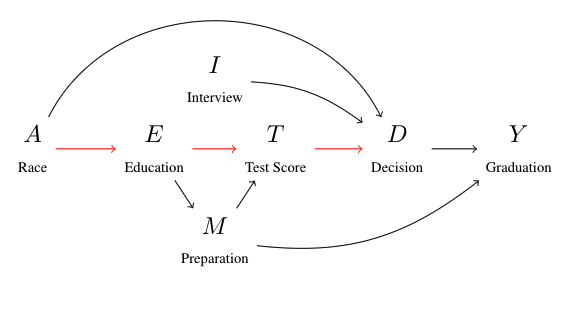 I
Interview
A E T D Y
Race Education Test Score Decision Graduation
M
Preparation